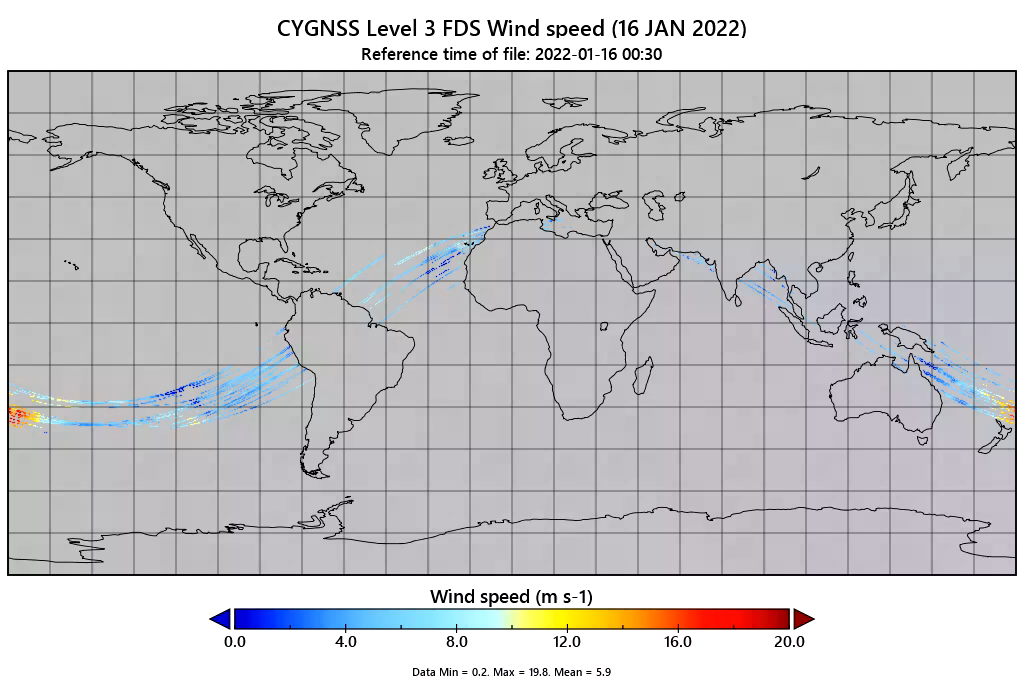 CYGNSS Level 3 FDS Wind speed (16 JAN 2022)
Reference time of file: 2022-01-16 00:30
Wind speed (m s-1)
0.0 4.0 8.0 12.0 16.0 20.0
Data Min = 0.2, Max = 19.8, Mean = 5.9